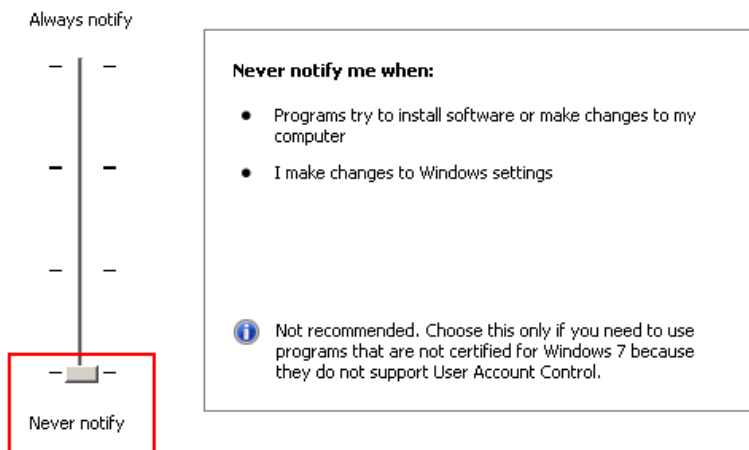 Always notify
Never notify me when:
Programs try to install software or make changes to my
computer
I make changes to Windows settings
Not recommended. Choose this only if you need to use
programs that are not certified for Windows 7 because
they do not support User Account Control.
Never notify